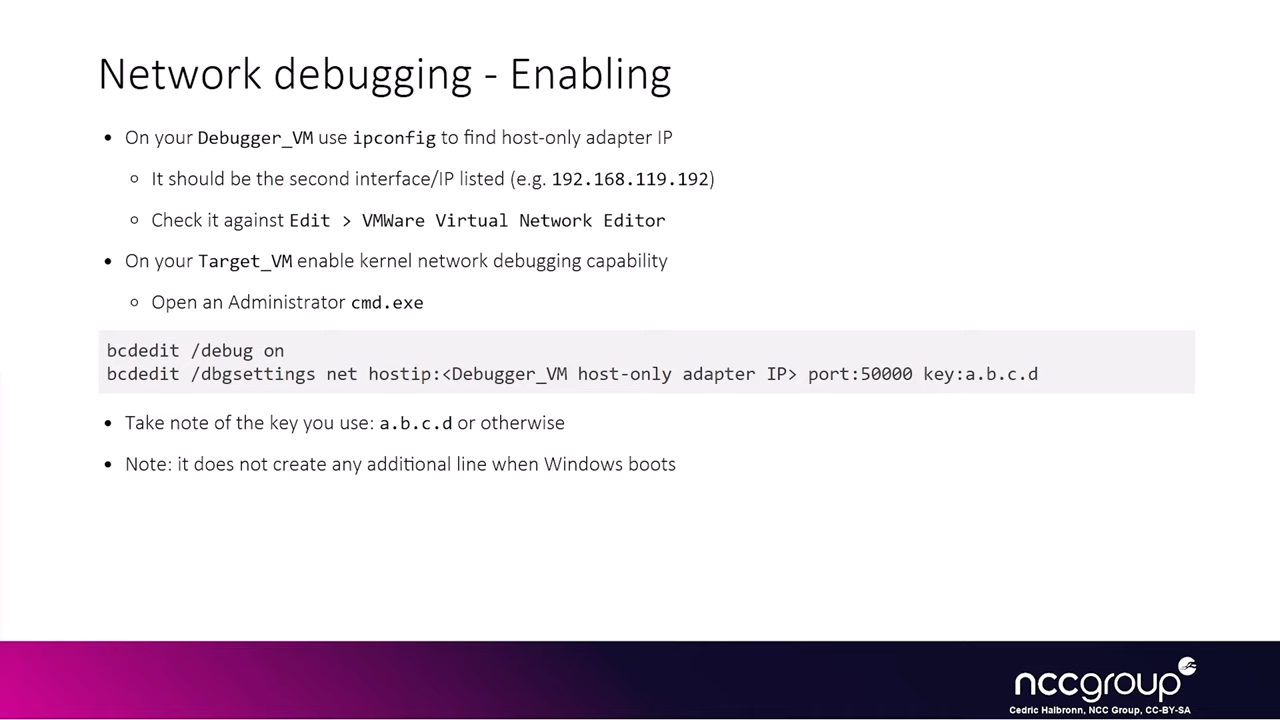 Network debugging - Enabling
• On your Debugger_VM use ipconfig to find host-only adapter IP
○ It should be the second interface/IP listed (e.g. 192.168.119.192)
○ Check it against Edit > VMWare Virtual Network Editor
• On your Target_VM enable kernel network debugging capability
○ Open an Administrator cmd.exe
bcdedit /debug on
bcdedit /dbgsettings net hostip:<Debugger_VM host-only adapter IP> port:50000 key:a.b.c.d
• Take note of the key you use: a.b.c.d or otherwise
• Note: it does not create any additional line when Windows boots
nccgroup
Cedric Halbronn, NCC Group, CC-BY-SA